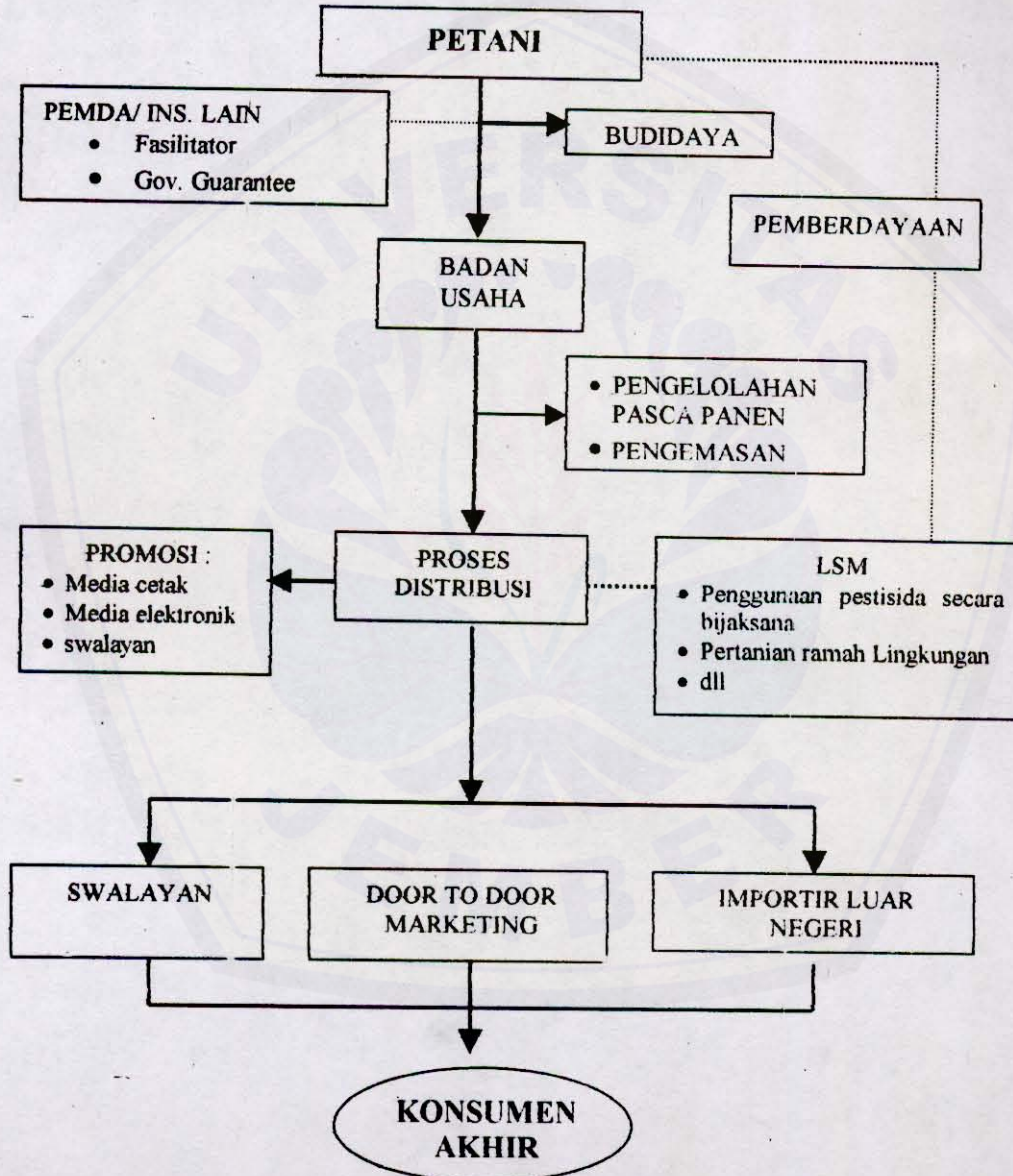 PETANI
PEMDA/ INS. LAIN
• Fasilitator
• Gov. Guarantee
BUDIDAYA
PEMBERDAYAAN
BADAN
USAHA
• PENGELOLAHAN
PASCA PANEN
• PENGEMASAN
PROMOSI :
• Media cetak
• Media elektronik
• swalayan
PROSES
DISTRIBUSI
LSM
• Penggunaan pestisida secara
bijaksana
• Pertanian ramah Lingkungan
• dll
SWALAYAN
DOOR TO DOOR
MARKETING
IMPORTIR LUAR
NEGERI
KONSUMEN
AKHIR
UNIVERSITAS
JEMBER